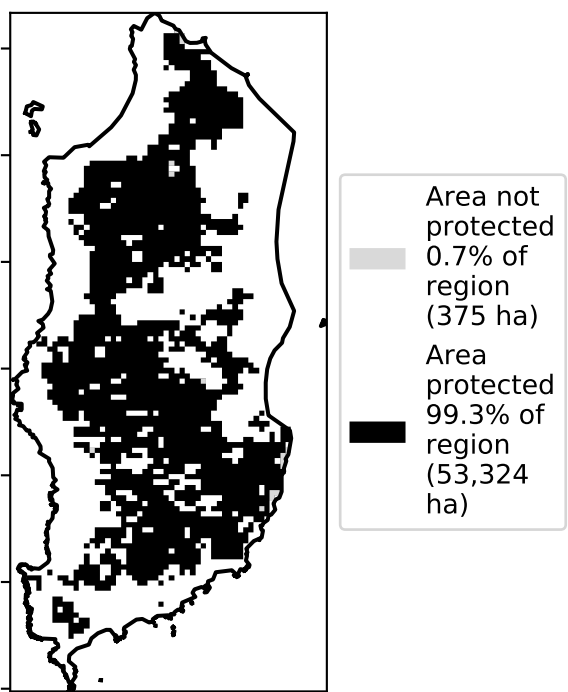 Area not
protected
0.7% of
region
(375 ha)
Area
protected
99.3% of
region
(53,324
ha)